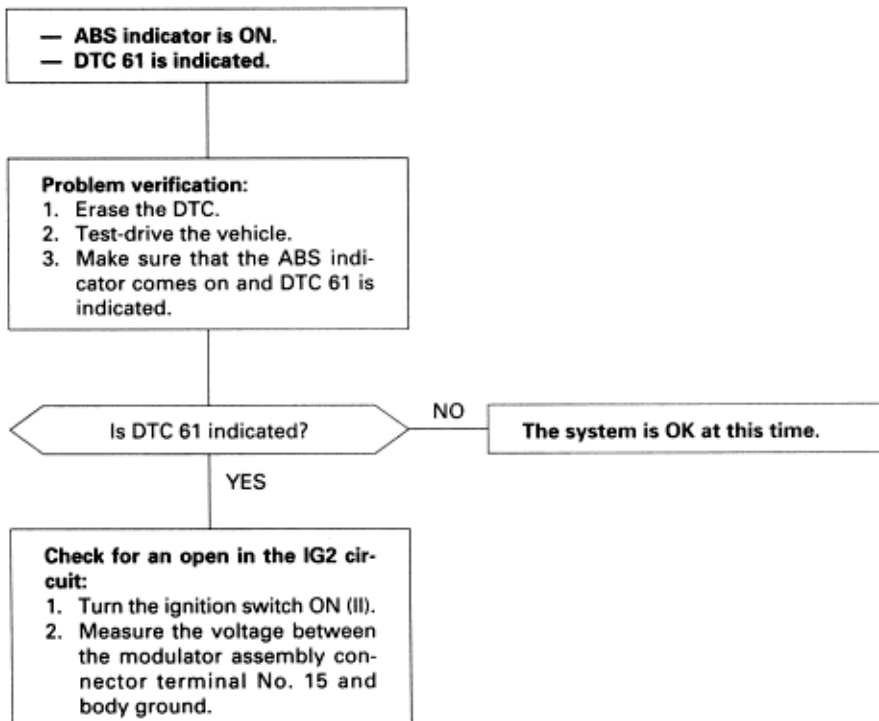 — ABS indicator is ON.
— DTC 61 is indicated.
Problem verification:
1. Erase the DTC.
2. Test-drive the vehicle.
3. Make sure that the ABS indi-
cator comes on and DTC 61 is
indicated.
Is DTC 61 indicated?
NO
The system is OK at this time.
YES
Check for an open in the IG2 cir-
cuit:
1. Turn the ignition switch ON (II).
2. Measure the voltage between
the modulator assembly con-
nector terminal No. 15 and
body ground.